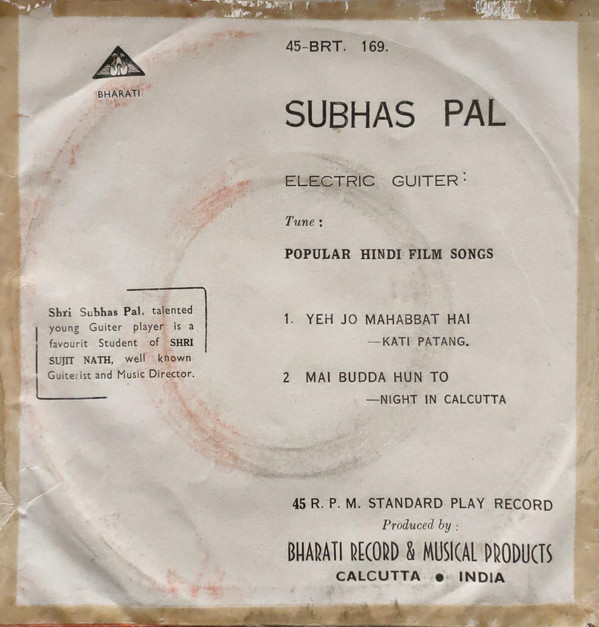 45-BRT. 169.
BHARATI
SUBHAS PAL
ELECTRIC GUITER:
Tune :
POPULAR HINDI FILM SONGS
1. YEH JO MAHABBAT HAI
—KATI PATANG.
2 MAI BUDDA HUN TO
—NIGHT IN CALCUTTA
Shri Subhas Pal, talented
young Guiter player is a
favourit Student of SHRI
SUJIT NATH, well known
Guiterist and Music Director.
45 R. P. M. STANDARD PLAY RECORD
Produced by :
BHARATI RECORD & MUSICAL PRODUCTS
CALCUTTA ● INDIA